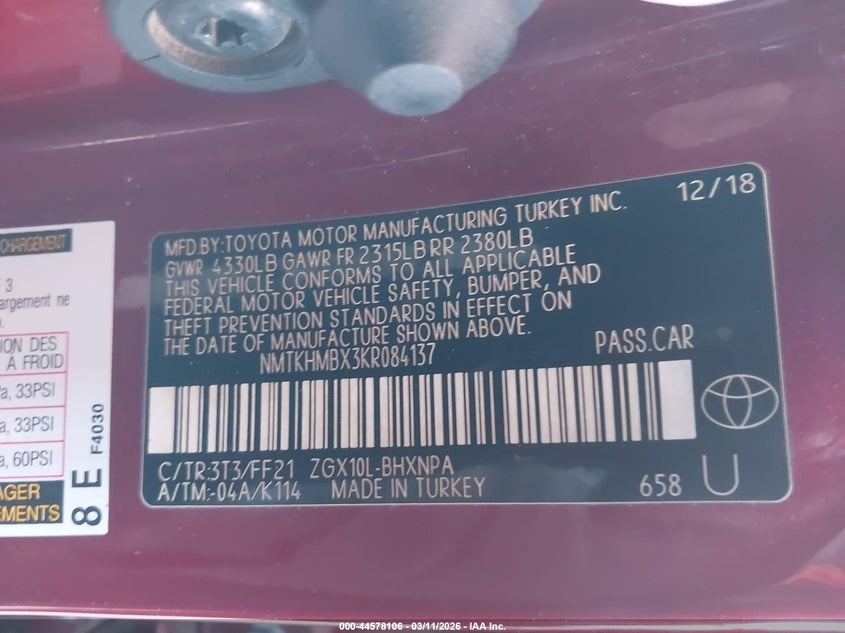 CHARGEMENT
3
argement ne
ION DES
A FROID
a, 33PSI
a, 33PSI
a, 60PSI
AGER
EMENTS
8 E F4030
12/18
MFD.BY:TOYOTA MOTOR MANUFACTURING TURKEY INC.
GVWR 4330LB GAWR FR 2315LB RR 2380LB
THIS VEHICLE CONFORMS TO ALL APPLICABLE
FEDERAL MOTOR VEHICLE SAFETY, BUMPER, AND
THEFT PREVENTION STANDARDS IN EFFECT ON
THE DATE OF MANUFACTURE SHOWN ABOVE.
NMTKHMBX3KR084137 PASS.CAR
C/TR:3T3/FF21 ZGX10L-BHXNPA
A/TM:-04A/K114 MADE IN TURKEY 658 U
000-44578106 - 03/11/2026 - IAA Inc.